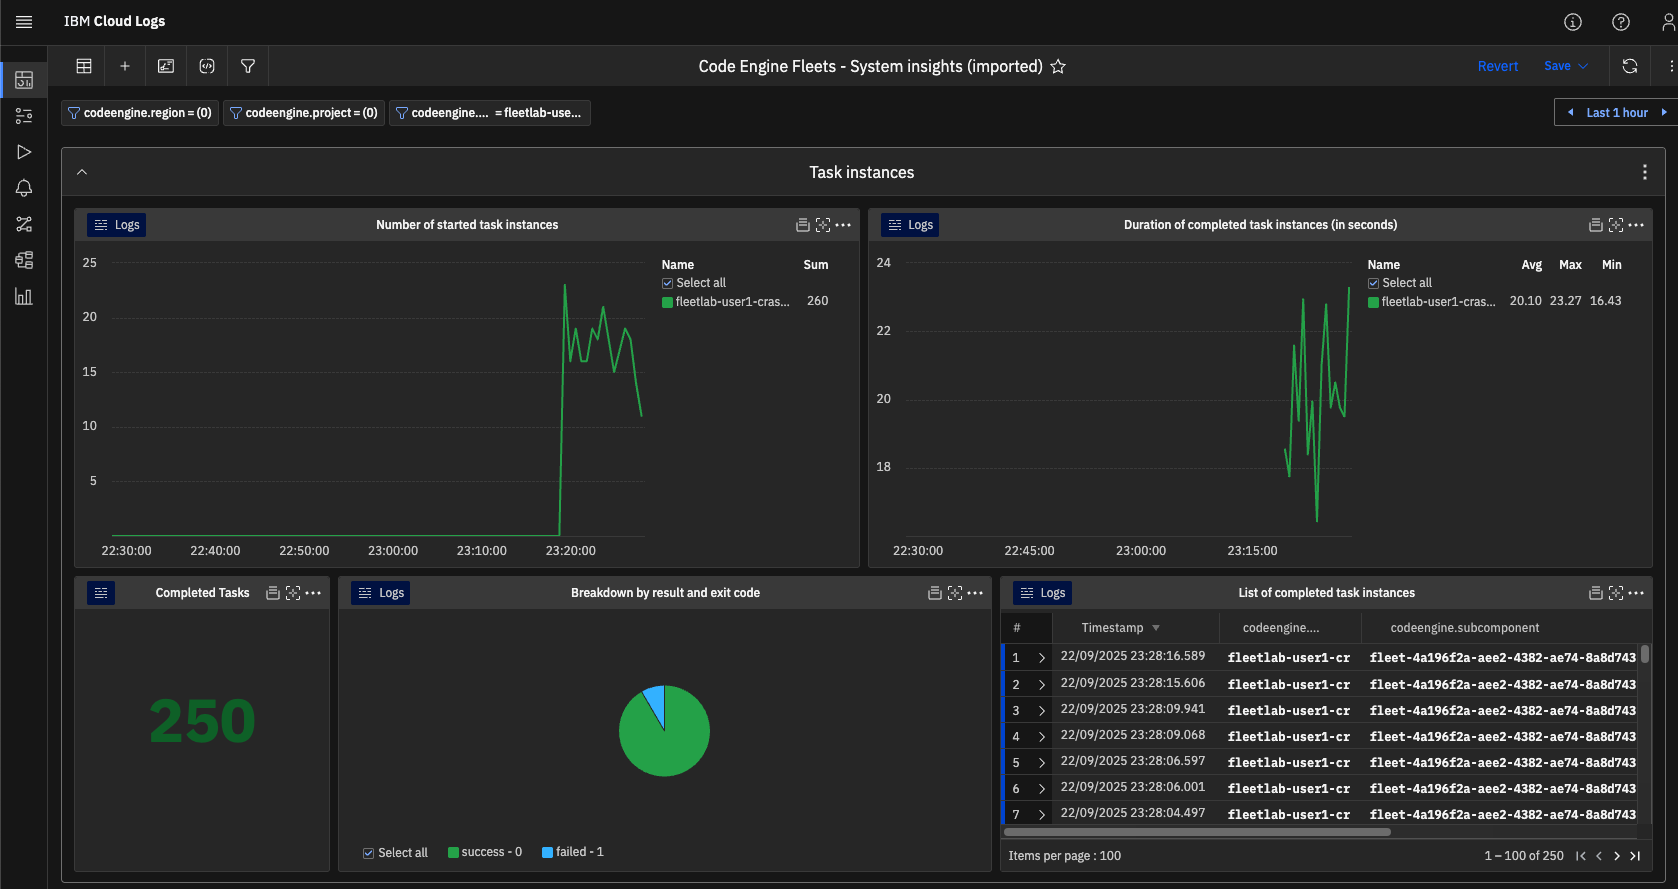 IBM Cloud Logs
Code Engine Fleets - System insights (imported)
Revert
Save
codeengine.region = (0)
codeengine.project = (0)
codeengine.... = fleetlab-use...
Last 1 hour
Task instances
Logs
Number of started task instances
25
20
15
10
5
22:30:00 22:40:00 22:50:00 23:00:00 23:10:00 23:20:00
Name Sum
Select all
fleetlab-user1-cras... 260
Logs
Duration of completed task instances (in seconds)
24
22
20
18
22:30:00 22:45:00 23:00:00 23:15:00
Name Avg Max Min
Select all
fleetlab-user1-cras... 20.10 23.27 16.43
Completed Tasks
250
Logs
Breakdown by result and exit code
Select all success - 0 failed - 1
Logs
List of completed task instances
# Timestamp codeengine.... codeengine.subcomponent
1 22/09/2025 23:28:16.589 fleetlab-user1-cr fleet-4a196f2a-aee2-4382-ae74-8a8d743
2 22/09/2025 23:28:15.606 fleetlab-user1-cr fleet-4a196f2a-aee2-4382-ae74-8a8d743
3 22/09/2025 23:28:09.941 fleetlab-user1-cr fleet-4a196f2a-aee2-4382-ae74-8a8d743
4 22/09/2025 23:28:09.068 fleetlab-user1-cr fleet-4a196f2a-aee2-4382-ae74-8a8d743
5 22/09/2025 23:28:06.597 fleetlab-user1-cr fleet-4a196f2a-aee2-4382-ae74-8a8d743
6 22/09/2025 23:28:06.001 fleetlab-user1-cr fleet-4a196f2a-aee2-4382-ae74-8a8d743
7 22/09/2025 23:28:04.497 fleetlab-user1-cr fleet-4a196f2a-aee2-4382-ae74-8a8d743
Items per page : 100
1 – 100 of 250